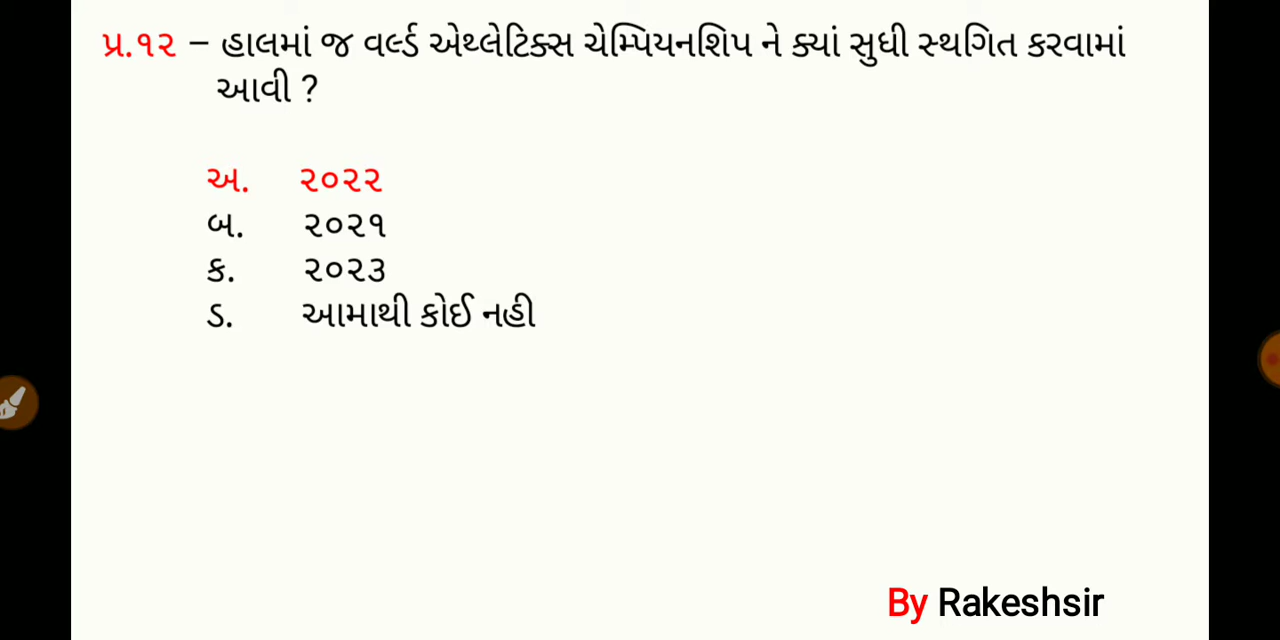 પ્ર.૧૨ – હાલમાં જ વર્લ્ડ એથ્લેટિક્સ ચેમ્પિયનશિપ ને ક્યાં સુધી સ્થગિત કરવામાં
આવી ?
અ. ૨૦૨૨
બ. ૨૦૨૧
ક. ૨૦૨૩
ડ. આમાથી કોઈ નહી
By Rakeshsir